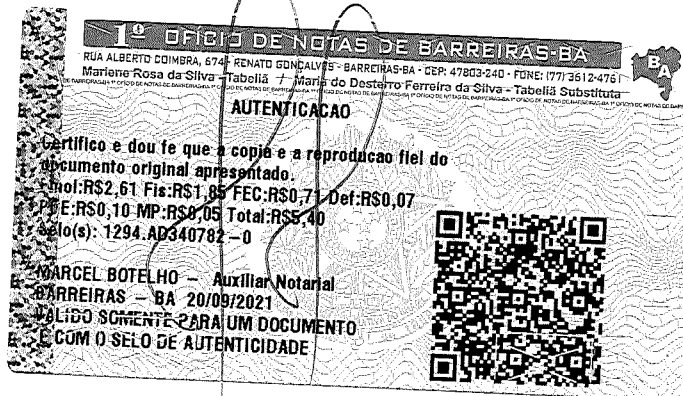 1º OFÍCIO DE NOTAS DE BARREIRAS-BA
RUA ALBERTO COIMBRA, 674 - RENATO GONÇALVES - BARREIRAS-BA - CEP: 47803-240 - FONE: (77) 3612-4761
Marlene Rosa da Silva - Tabeliã / Maria do Desterro Ferreira da Silva - Tabeliã Substituta
BA
AUTENTICACAO
Certifico e dou fe que a copia e a reproducao fiel do
documento original apresentado.
Emol:R$2,61 Fis:R$1,85 FEC:R$0,71 Def:R$0,07
PGE:R$0,10 MP:R$0,05 Total:R$5,40
Selo(s): 1294.AD340782-0
MARCEL BOTELHO - Auxiliar Notarial
BARREIRAS - BA 20/09/2021
VALIDO SOMENTE PARA UM DOCUMENTO
E COM O SELO DE AUTENTICIDADE